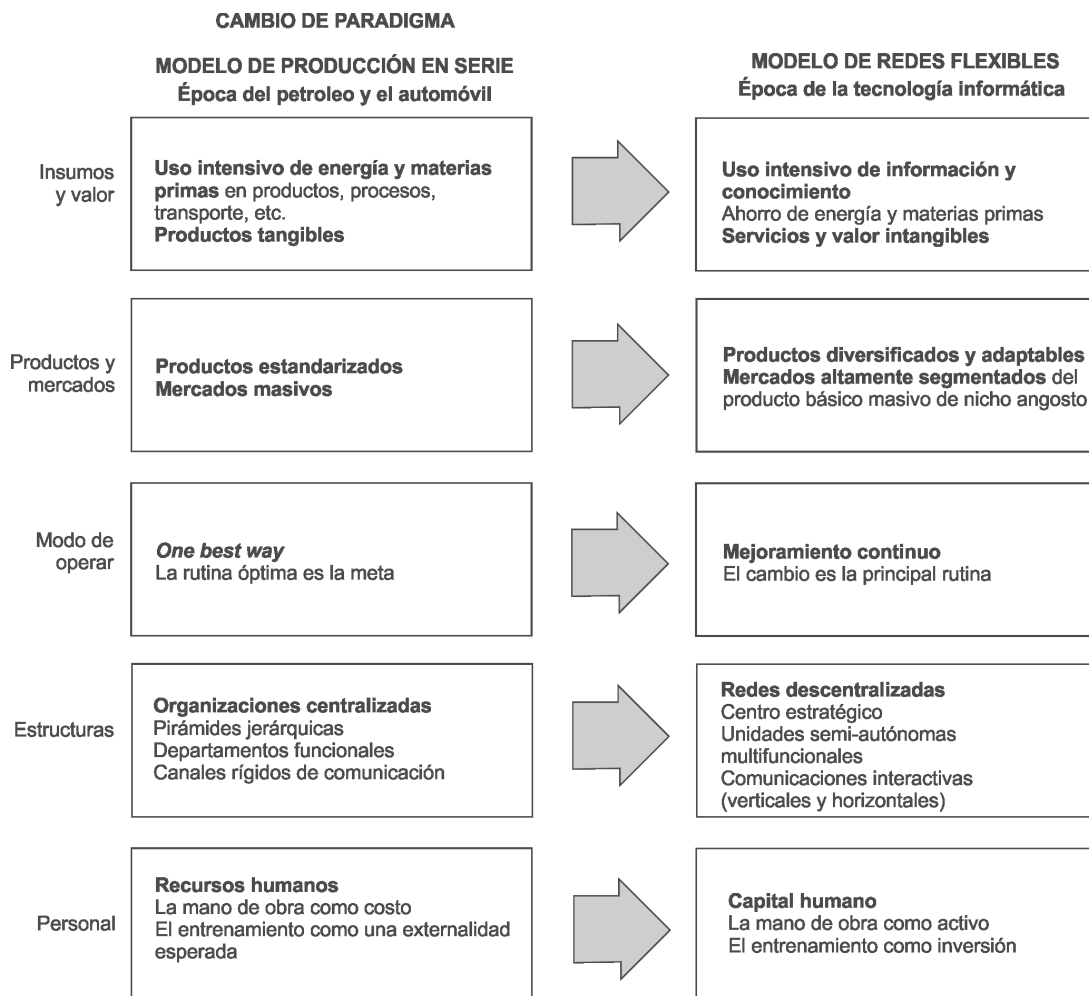 CAMBIO DE PARADIGMA
MODELO DE PRODUCCIÓN EN SERIE
Época del petroleo y el automóvil
MODELO DE REDES FLEXIBLES
Época de la tecnología informática
Insumos
y valor
Uso intensivo de energía y materias
primas en productos, procesos,
transporte, etc.
Productos tangibles
Uso intensivo de información y
conocimiento
Ahorro de energía y materias primas
Servicios y valor intangibles
Productos y
mercados
Productos estandarizados
Mercados masivos
Productos diversificados y adaptables
Mercados altamente segmentados del
producto básico masivo de nicho angosto
Modo de
operar
One best way
La rutina óptima es la meta
Mejoramiento continuo
El cambio es la principal rutina
Estructuras
Organizaciones centralizadas
Pirámides jerárquicas
Departamentos funcionales
Canales rígidos de comunicación
Redes descentralizadas
Centro estratégico
Unidades semi-autónomas
multifuncionales
Comunicaciones interactivas
(verticales y horizontales)
Personal
Recursos humanos
La mano de obra como costo
El entrenamiento como una externalidad
esperada
Capital humano
La mano de obra como activo
El entrenamiento como inversión